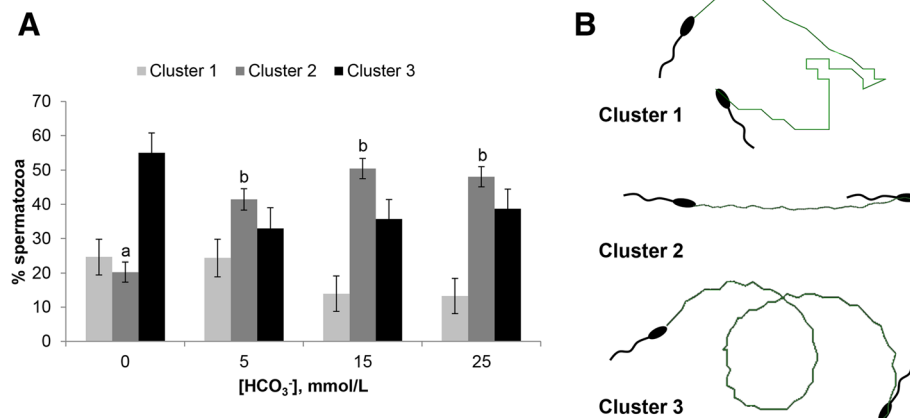 A
B
Cluster 1 Cluster 2 Cluster 3
70
60
50
40
30
20
10
0
% spermatozoa
a
b
b
b
0 5 15 25
[HCO₃⁻], mmol/L
Cluster 1
Cluster 2
Cluster 3